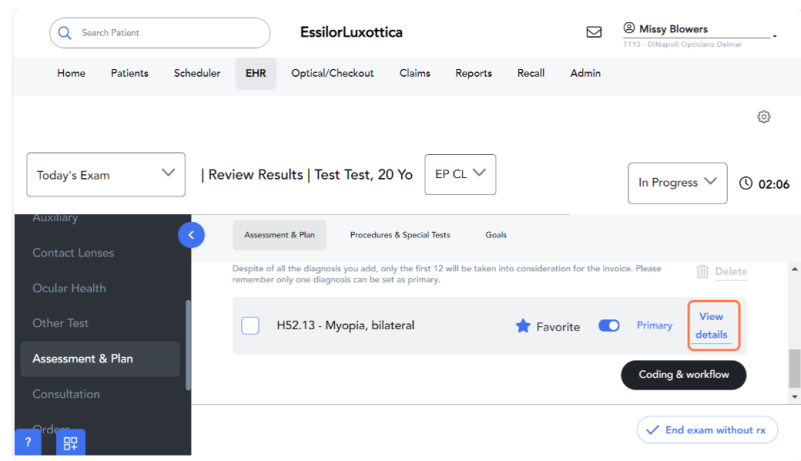 Search Patient
EssilorLuxottica
Missy Blowers
T113 - DiNapoli Opticians Delmar
Home Patients Scheduler EHR Optical/Checkout Claims Reports Recall Admin
Today's Exam
| Review Results | Test Test, 20 Yo
EP CL
In Progress
02:06
Auxiliary
Contact Lenses
Ocular Health
Other Test
Assessment & Plan
Consultation
Orders
?
Assessment & Plan Procedures & Special Tests Goals
Despite of all the diagnosis you add, only the first 12 will be taken into consideration for the invoice. Please
remember only one diagnosis can be set as primary.
Delete
H52.13 - Myopia, bilateral
Favorite
Primary
View
details
Coding & workflow
End exam without rx